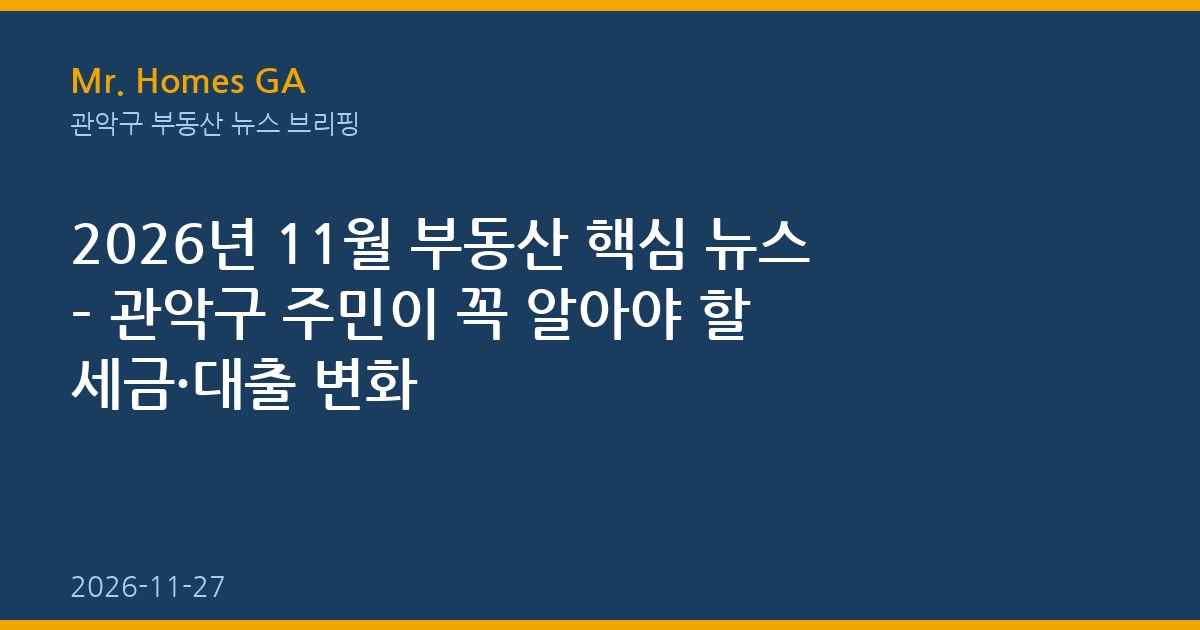 Mr. Homes GA
관악구 부동산 뉴스 브리핑
2026년 11월 부동산 핵심 뉴스
- 관악구 주민이 꼭 알아야 할
세금·대출 변화
2026-11-27